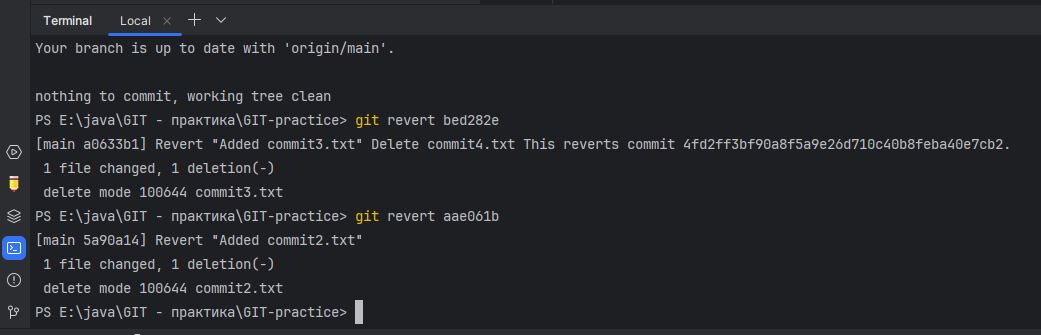 Terminal Local
Your branch is up to date with 'origin/main'.
nothing to commit, working tree clean
PS E:\java\GIT - практика\GIT-practice> git revert bed282e
[main a0633b1] Revert "Added commit3.txt" Delete commit4.txt This reverts commit 4fd2ff3bf90a8f5a9e26d710c40b8feba40e7cb2.
1 file changed, 1 deletion(-)
delete mode 100644 commit3.txt
PS E:\java\GIT - практика\GIT-practice> git revert aae061b
[main 5a90a14] Revert "Added commit2.txt"
1 file changed, 1 deletion(-)
delete mode 100644 commit2.txt
PS E:\java\GIT - практика\GIT-practice>